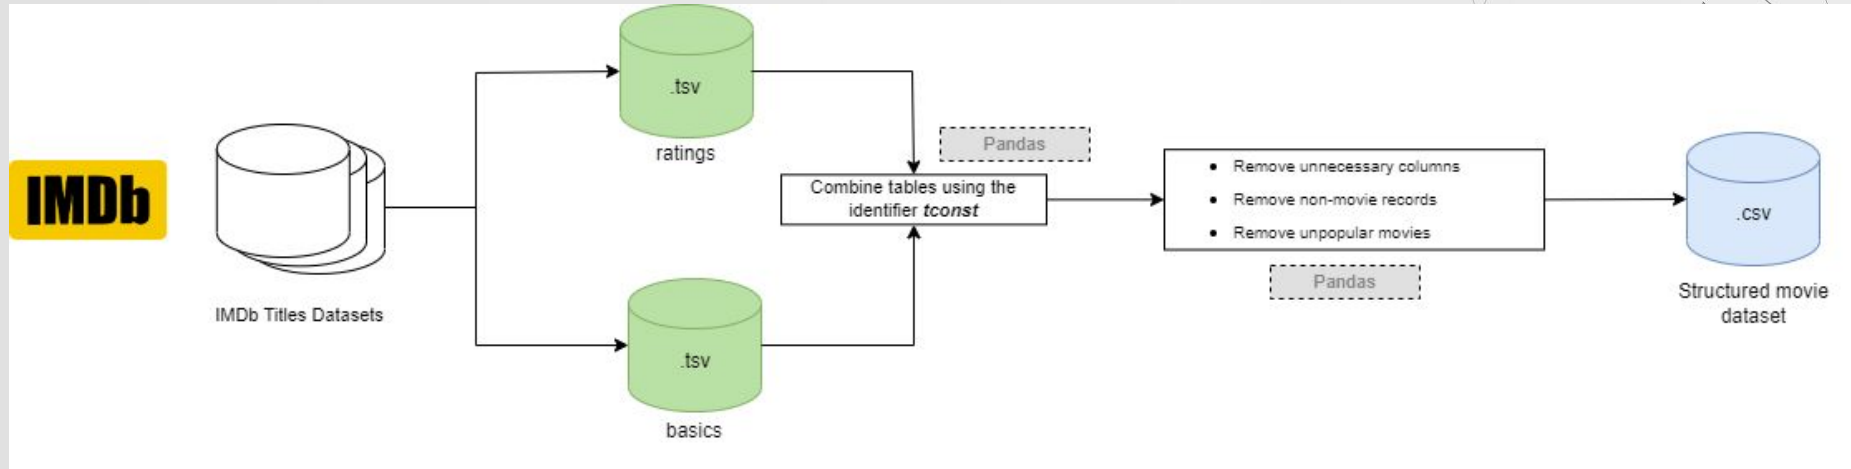 IMDb
IMDb Titles Datasets
.tsv
ratings
.tsv
basics
Pandas
Combine tables using the
identifier tconst
• Remove unnecessary columns
• Remove non-movie records
• Remove unpopular movies
Pandas
.csv
Structured movie
dataset